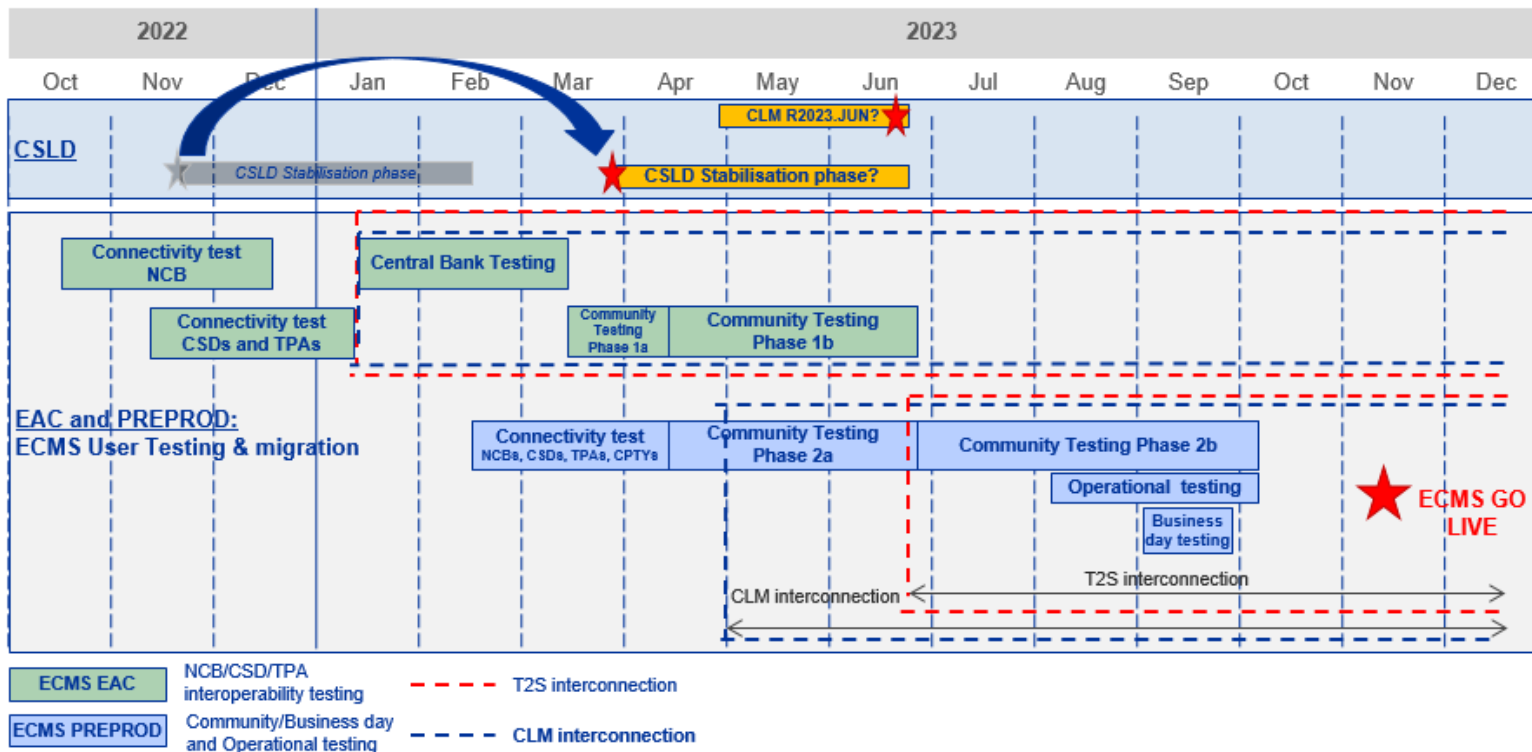 2022
2023
Oct
Nov
Dec
Jan
Feb
Mar
Apr
May
Jun
Jul
Aug
Sep
Oct
Nov
Dec
CLM R2023.JUN?
CSLD
CSLD Stabilisation phase
CSLD Stabilisation phase?
Connectivity test
NCB
Central Bank Testing
Connectivity test
CSDs and TPAs
Community
Testing
Phase 1a
Community Testing
Phase 1b
EAC and PREPROD:
ECMS User Testing & migration
Connectivity test
NCBs, CSDs, TPAs, CPTYs
Community Testing
Phase 2a
Community Testing Phase 2b
Operational testing
Business
day testing
ECMS GO
LIVE
T2S interconnection
CLM interconnection
ECMS EAC
NCB/CSD/TPA
interoperability testing
T2S interconnection
ECMS PREPROD
Community/Business day
and Operational testing
CLM interconnection